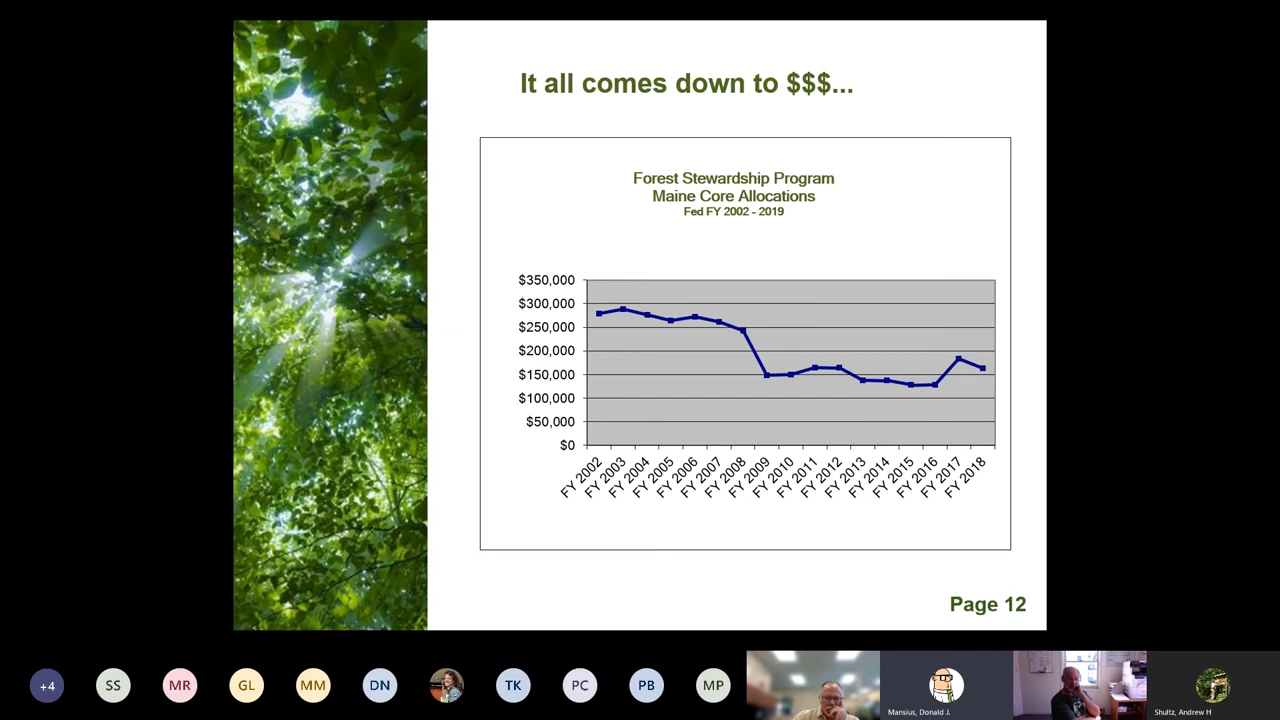 It all comes down to $$$...
Forest Stewardship Program
Maine Core Allocations
Fed FY 2002 - 2019
$350,000
$300,000
$250,000
$200,000
$150,000
$100,000
$50,000
$0
FY 2002
FY 2003
FY 2004
FY 2005
FY 2006
FY 2007
FY 2008
FY 2009
FY 2010
FY 2011
FY 2012
FY 2013
FY 2014
FY 2015
FY 2016
FY 2017
FY 2018
Page 12
+4
SS
MR
GL
MM
DN
TK
PC
PB
MP
Mansius, Donald J.
Shultz, Andrew H